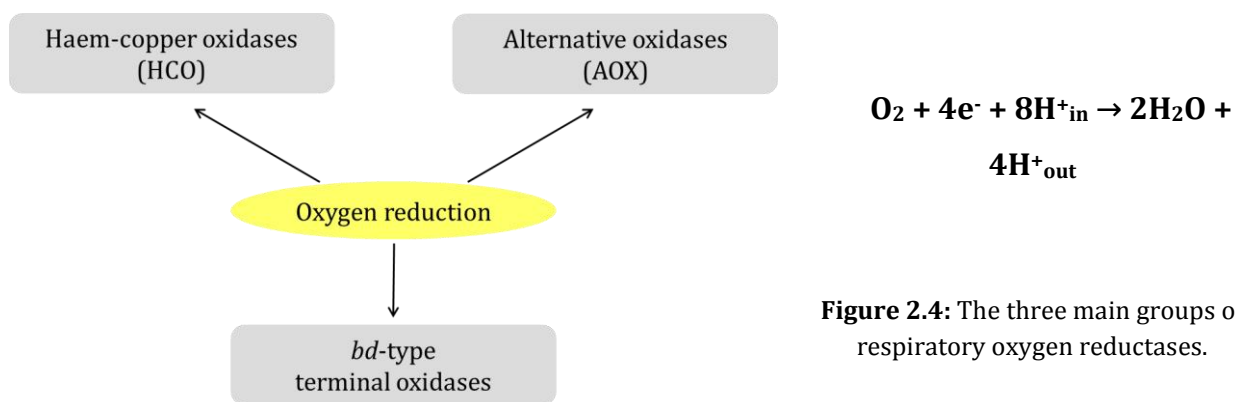 Haem-copper oxidases
(HCO)
Alternative oxidases
(AOX)
O₂ + 4e⁻ + 8H⁺ᵢₙ → 2H₂O +
4H⁺ₒᵤₜ
Oxygen reduction
bd-type
terminal oxidases
Figure 2.4: The three main groups o
respiratory oxygen reductases.